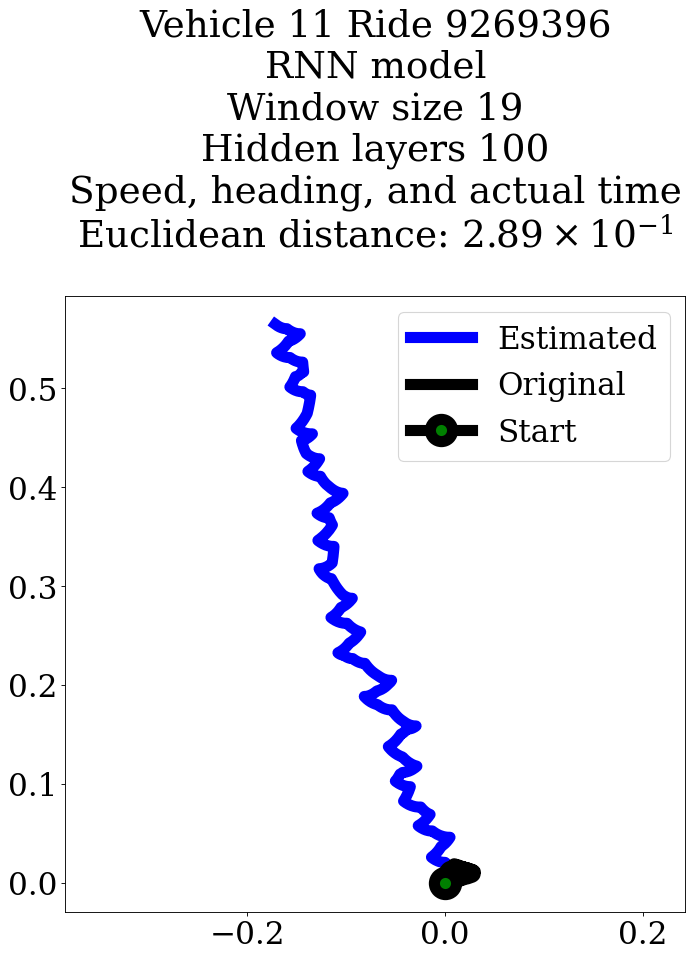 Vehicle 11 Ride 9269396
RNN model
Window size 19
Hidden layers 100
Speed, heading, and actual time
Euclidean distance: 2.89 × 10⁻¹
Estimated
Original
Start
0.5
0.4
0.3
0.2
0.1
0.0
−0.2 0.0 0.2